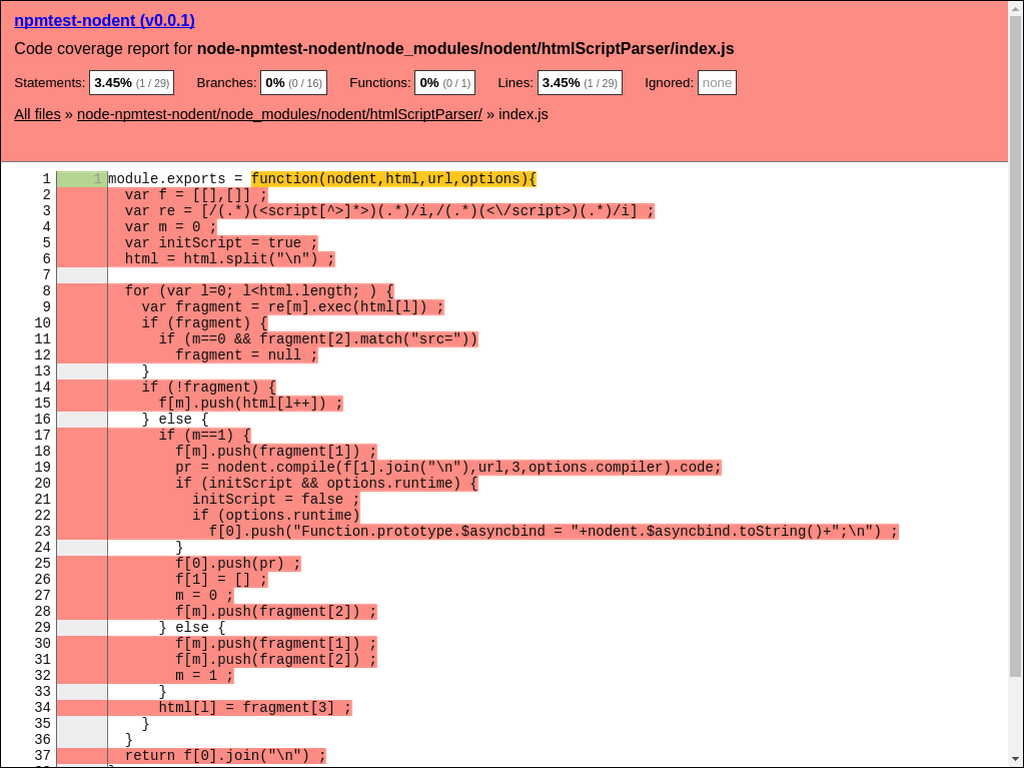 npmtest-nodent (v0.0.1)
Code coverage report for node-npmtest-nodent/node_modules/nodent/htmlScriptParser/index.js
Statements: 3.45% (1 / 29) Branches: 0% (0 / 16) Functions: 0% (0 / 1) Lines: 3.45% (1 / 29) Ignored: none
All files » node-npmtest-nodent/node_modules/nodent/htmlScriptParser/ » index.js
1 1 module.exports = function(nodent,html,url,options){
2   var f = [[],[]] ;
3   var re = [/(.*)(<script[^>]*>)(.*)/i,/(.*)(<\/script>)(.*)/i] ;
4   var m = 0 ;
5   var initScript = true ;
6   html = html.split("\n") ;
7
8   for (var l=0; l<html.length; ) {
9     var fragment = re[m].exec(html[l]) ;
10     if (fragment) {
11       if (m==0 && fragment[2].match("src="))
12         fragment = null ;
13     }
14     if (!fragment) {
15       f[m].push(html[l++]) ;
16     } else {
17       if (m==1) {
18         f[m].push(fragment[1]) ;
19         pr = nodent.compile(f[1].join("\n"),url,3,options.compiler).code;
20         if (initScript && options.runtime) {
21           initScript = false ;
22           if (options.runtime)
23             f[0].push("Function.prototype.$asyncbind = "+nodent.$asyncbind.toString()+";\n") ;
24         }
25         f[0].push(pr) ;
26         f[1] = [] ;
27         m = 0 ;
28         f[m].push(fragment[2]) ;
29       } else {
30         f[m].push(fragment[1]) ;
31         f[m].push(fragment[2]) ;
32         m = 1 ;
33       }
34       html[l] = fragment[3] ;
35     }
36   }
37   return f[0].join("\n") ;